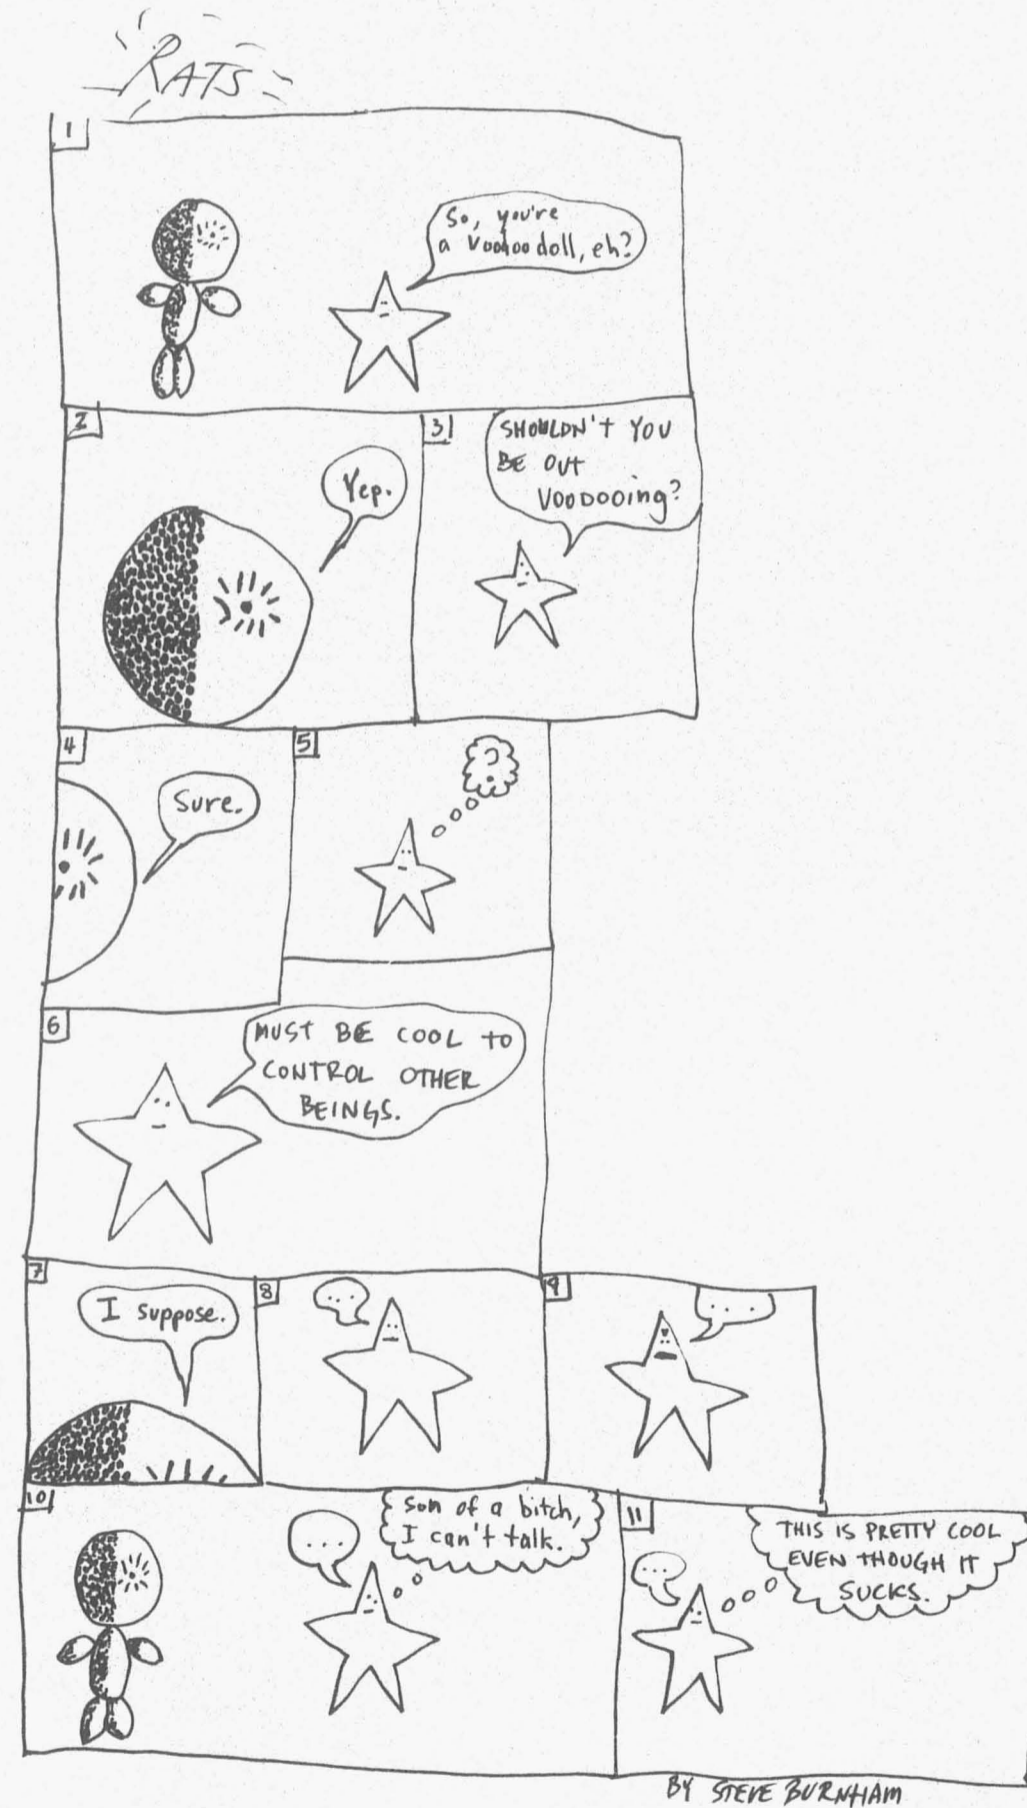 RATS
1
So, you're
a Voodoo doll, eh?
2
Yep.
3
SHOULDN't YOU
BE OUt
VOODOOing?
4
Sure.
5
?
6
MUST BE COOL to
CONTROL OTHER
BEINGS.
7
I suppose.
8
...
9
....
10
...
Son of a bitch,
I can't talk.
11
...
THIS IS PRETTY COOL
EVEN THOUGH IT
SUCKS.
BY STEVE BURNHAM